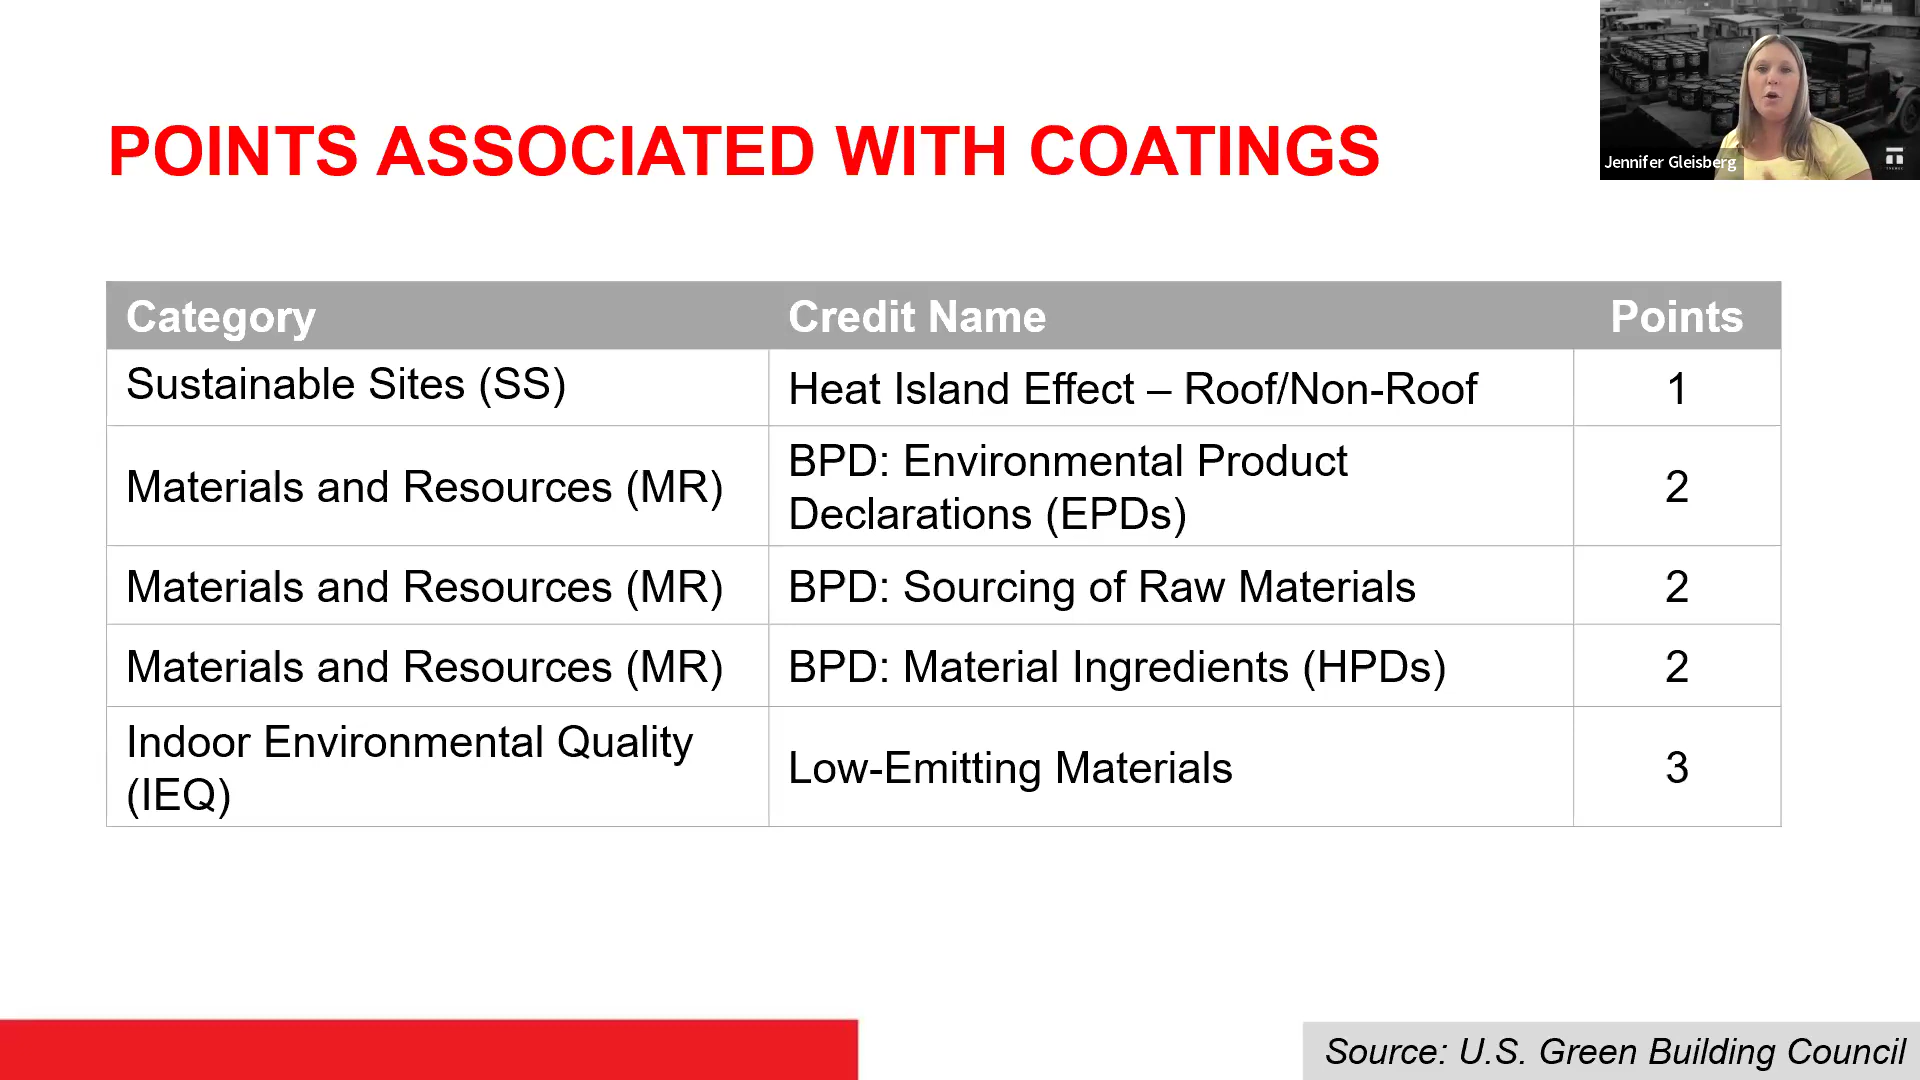 POINTS ASSOCIATED WITH COATINGS
Jennifer Gleisberg
Category Credit Name Points
Sustainable Sites (SS) Heat Island Effect – Roof/Non-Roof 1
Materials and Resources (MR) BPD: Environmental Product
Declarations (EPDs) 2
Materials and Resources (MR) BPD: Sourcing of Raw Materials 2
Materials and Resources (MR) BPD: Material Ingredients (HPDs) 2
Indoor Environmental Quality
(IEQ) Low-Emitting Materials 3
Source: U.S. Green Building Council